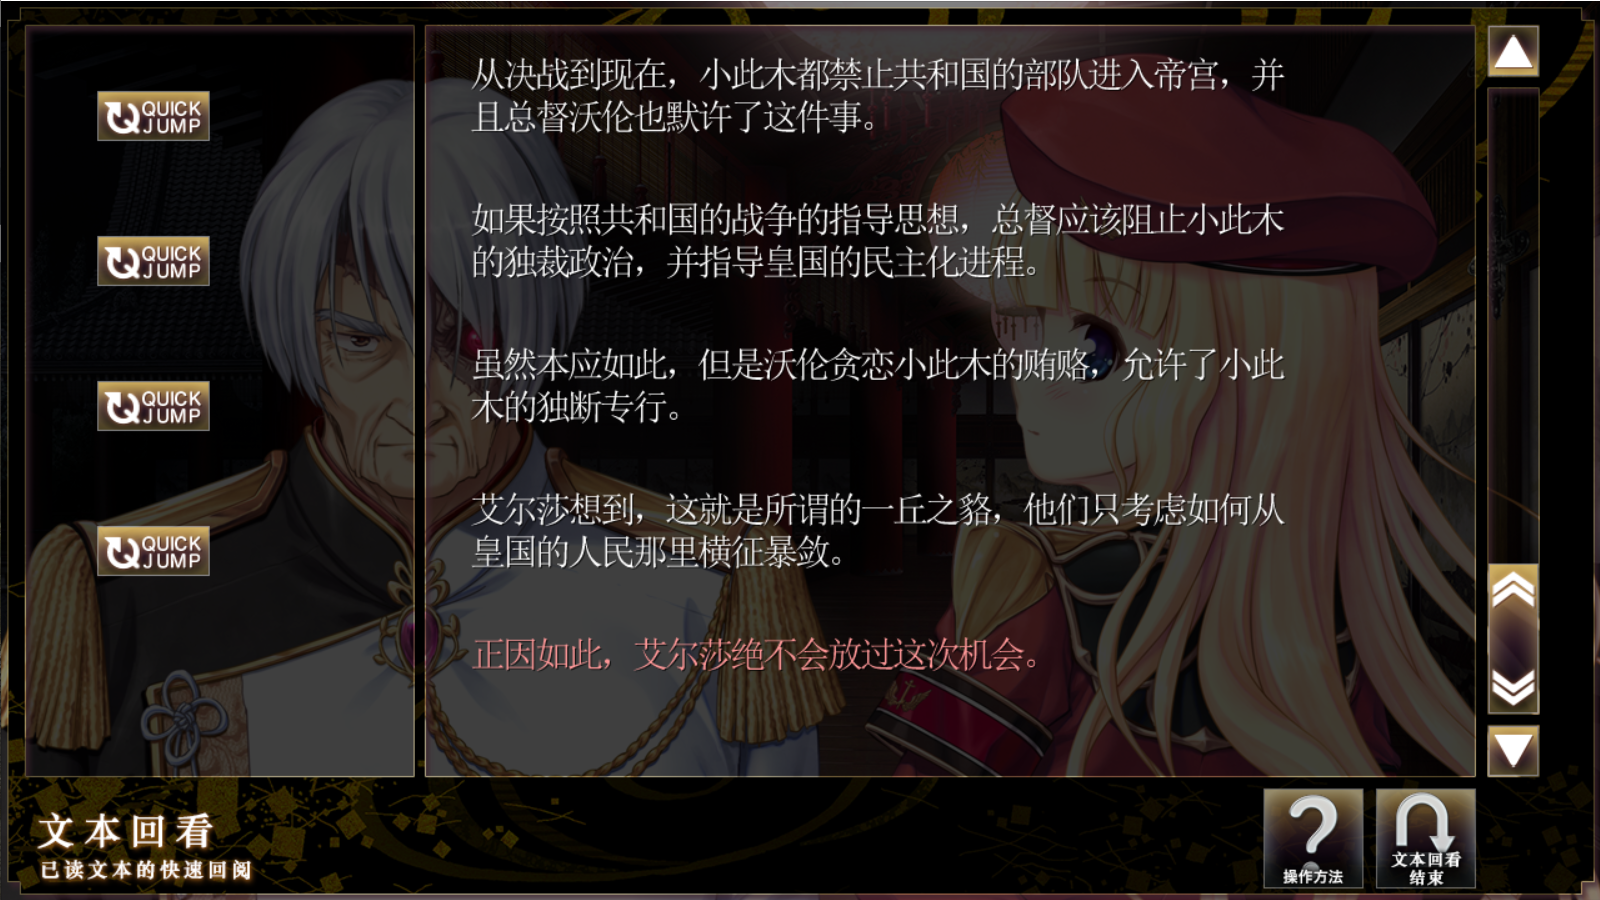 从决战到现在，小此木都禁止共和国的部队进入帝宫，并
且总督沃伦也默许了这件事。
QUICK
JUMP
如果按照共和国的战争的指导思想，总督应该阻止小此木
的独裁政治，并指导皇国的民主化进程。
QUICK
JUMP
虽然本应如此，但是沃伦贪恋小此木的贿赂，允许了小此
木的独断专行。
QUICK
JUMP
艾尔莎想到，这就是所谓的一丘之貉，他们只考虑如何从
皇国的人民那里横征暴敛。
QUICK
JUMP
正因如此，艾尔莎绝不会放过这次机会。
文本回看
已读文本的快速回阅
操作方法
文本回看
结束